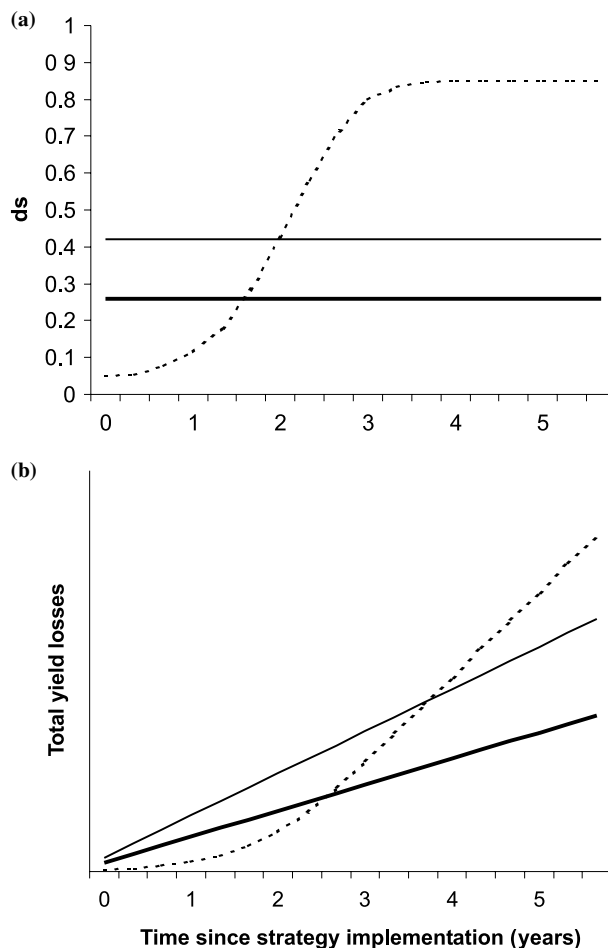 (a)
1
0 9
0.8
0.7
0.6
0.5
0.4
0.3
0.2
0.1
0
ds
0 1 2 3 4 5
(b)
Total yield losses
0 1 2 3 4 5
Time since strategy implementation (years)